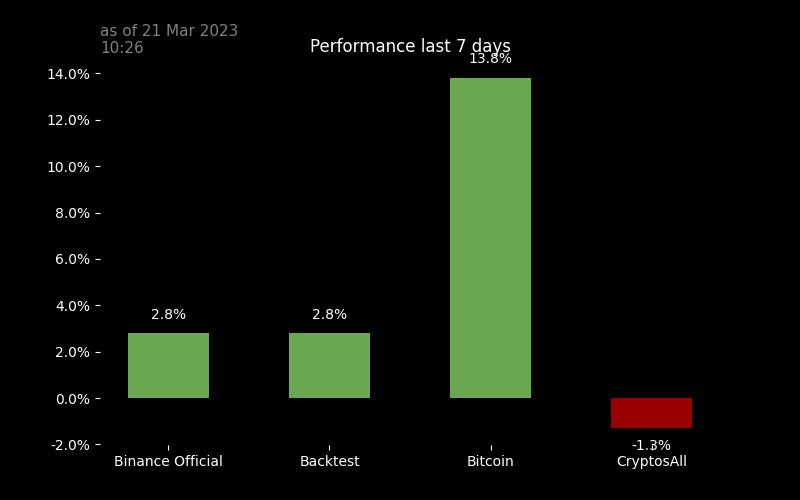 as of 21 Mar 2023
10:26
Performance last 7 days
13.8%
14.0%
12.0%
10.0%
8.0%
6.0%
4.0%
2.0%
0.0%
-2.0%
2.8%
2.8%
-1.3%
Binance Official
Backtest
Bitcoin
CryptosAll